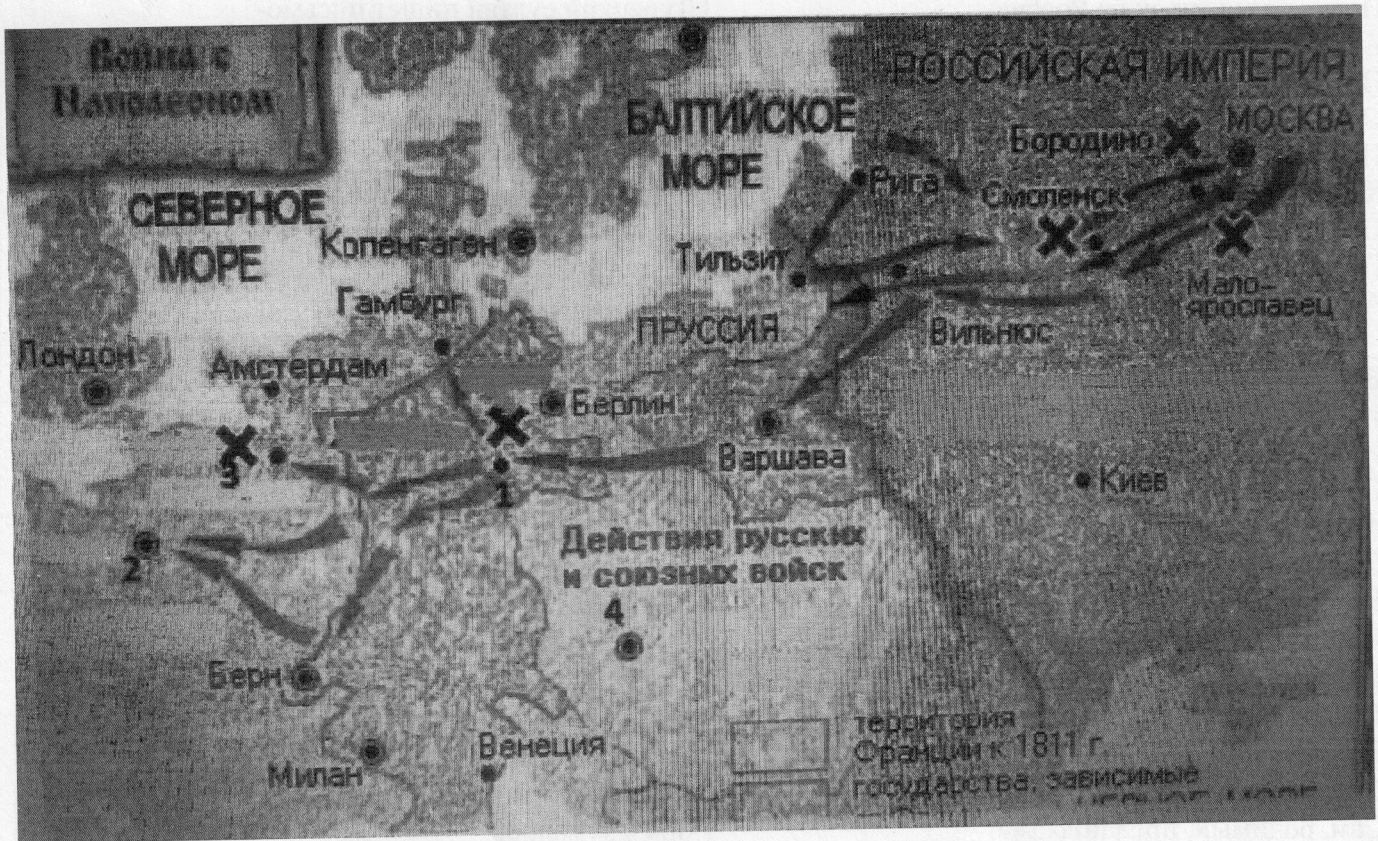 Война с
Наполеоном
РОССИЙСКАЯ ИМПЕРИЯ
БАЛТИЙСКОЕ
МОРЕ
МОСКВА
Бородино
Рига
Смоленск
СЕВЕРНОЕ
МОРЕ
Копенгаген
Тильзит
Гамбург
Мало-
ярославец
ПРУССИЯ
Вильнюс
Лондон
Амстердам
Берлин
3
Варшава
1
Киев
2
Действия русских
и союзных войск
4
Берн
Венеция
Милан
территория
Франции к 1811 г.
государства, зависимые